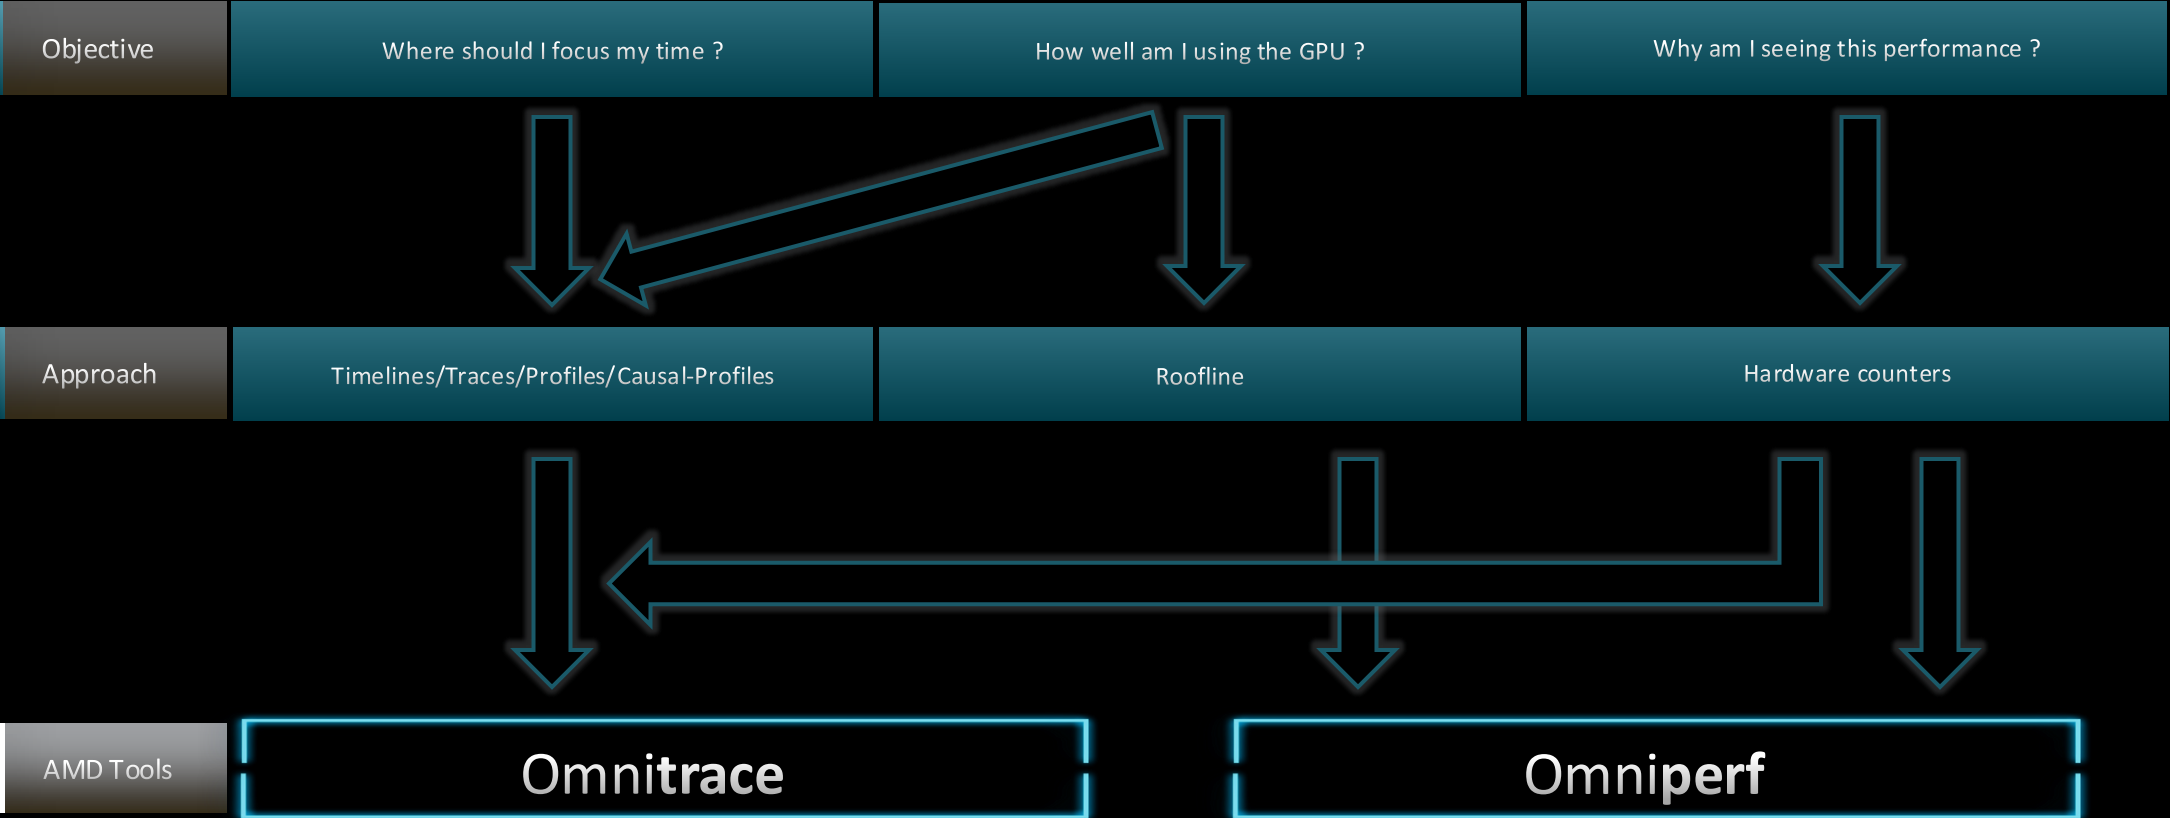 Objective
Where should I focus my time ?
How well am I using the GPU ?
Why am I seeing this performance ?
Approach
Timelines/Traces/Profiles/Causal-Profiles
Roofline
Hardware counters
AMD Tools
Omnitrace
Omniperf